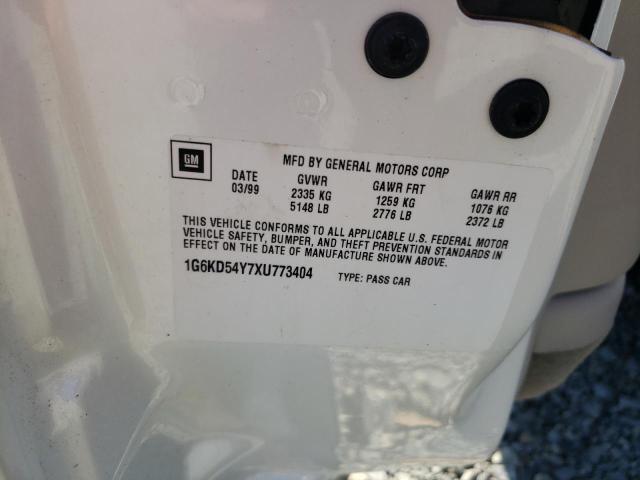 GM
MFD BY GENERAL MOTORS CORP
DATE GVWR GAWR FRT GAWR RR
03/99 2335 KG 1259 KG 1076 KG
5148 LB 2776 LB 2372 LB
THIS VEHICLE CONFORMS TO ALL APPLICABLE U.S. FEDERAL MOTOR
VEHICLE SAFETY, BUMPER, AND THEFT PREVENTION STANDARDS IN
EFFECT ON THE DATE OF MANUFACTURE SHOWN ABOVE.
1G6KD54Y7XU773404 TYPE: PASS CAR